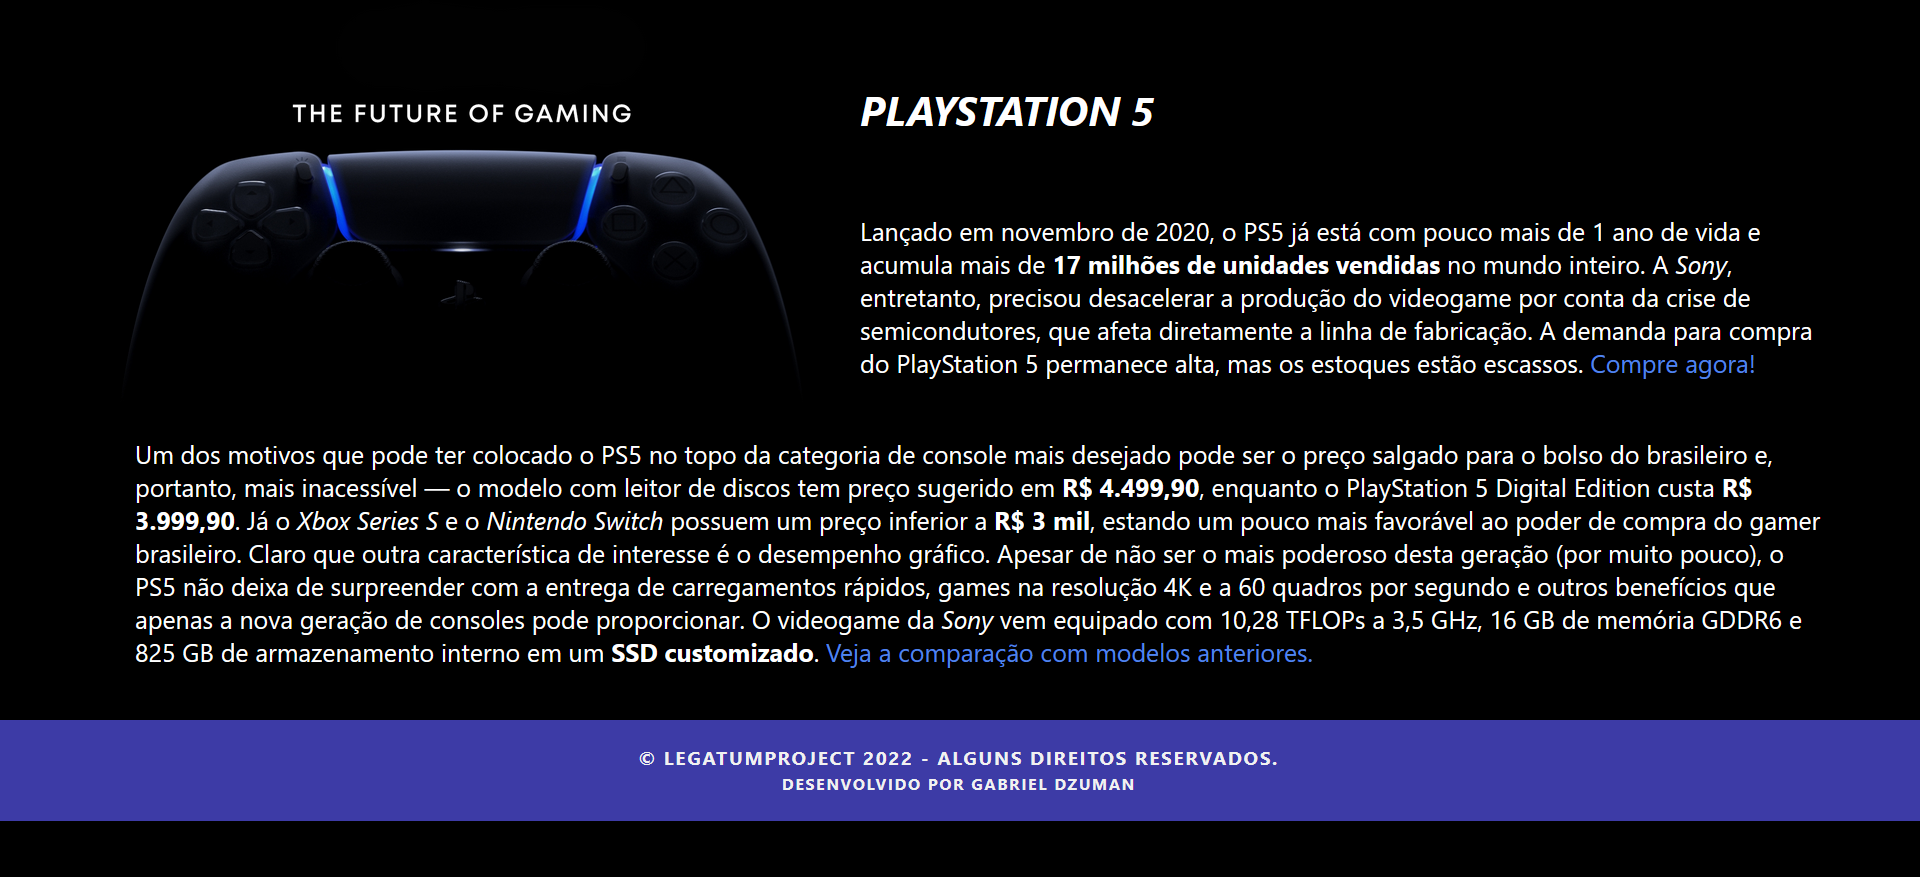 THE FUTURE OF GAMING
PLAYSTATION 5
Lançado em novembro de 2020, o PS5 já está com pouco mais de 1 ano de vida e
acumula mais de 17 milhões de unidades vendidas no mundo inteiro. A Sony,
entretanto, precisou desacelerar a produção do videogame por conta da crise de
semicondutores, que afeta diretamente a linha de fabricação. A demanda para compra
do PlayStation 5 permanece alta, mas os estoques estão escassos. Compre agora!
Um dos motivos que pode ter colocado o PS5 no topo da categoria de console mais desejado pode ser o preço salgado para o bolso do brasileiro e,
portanto, mais inacessível — o modelo com leitor de discos tem preço sugerido em R$ 4.499,90, enquanto o PlayStation 5 Digital Edition custa R$
3.999,90. Já o Xbox Series S e o Nintendo Switch possuem um preço inferior a R$ 3 mil, estando um pouco mais favorável ao poder de compra do gamer
brasileiro. Claro que outra característica de interesse é o desempenho gráfico. Apesar de não ser o mais poderoso desta geração (por muito pouco), o
PS5 não deixa de surpreender com a entrega de carregamentos rápidos, games na resolução 4K e a 60 quadros por segundo e outros benefícios que
apenas a nova geração de consoles pode proporcionar. O videogame da Sony vem equipado com 10,28 TFLOPs a 3,5 GHz, 16 GB de memória GDDR6 e
825 GB de armazenamento interno em um SSD customizado. Veja a comparação com modelos anteriores.
© LEGATUMPROJECT 2022 - ALGUNS DIREITOS RESERVADOS.
DESENVOLVIDO POR GABRIEL DZUMAN